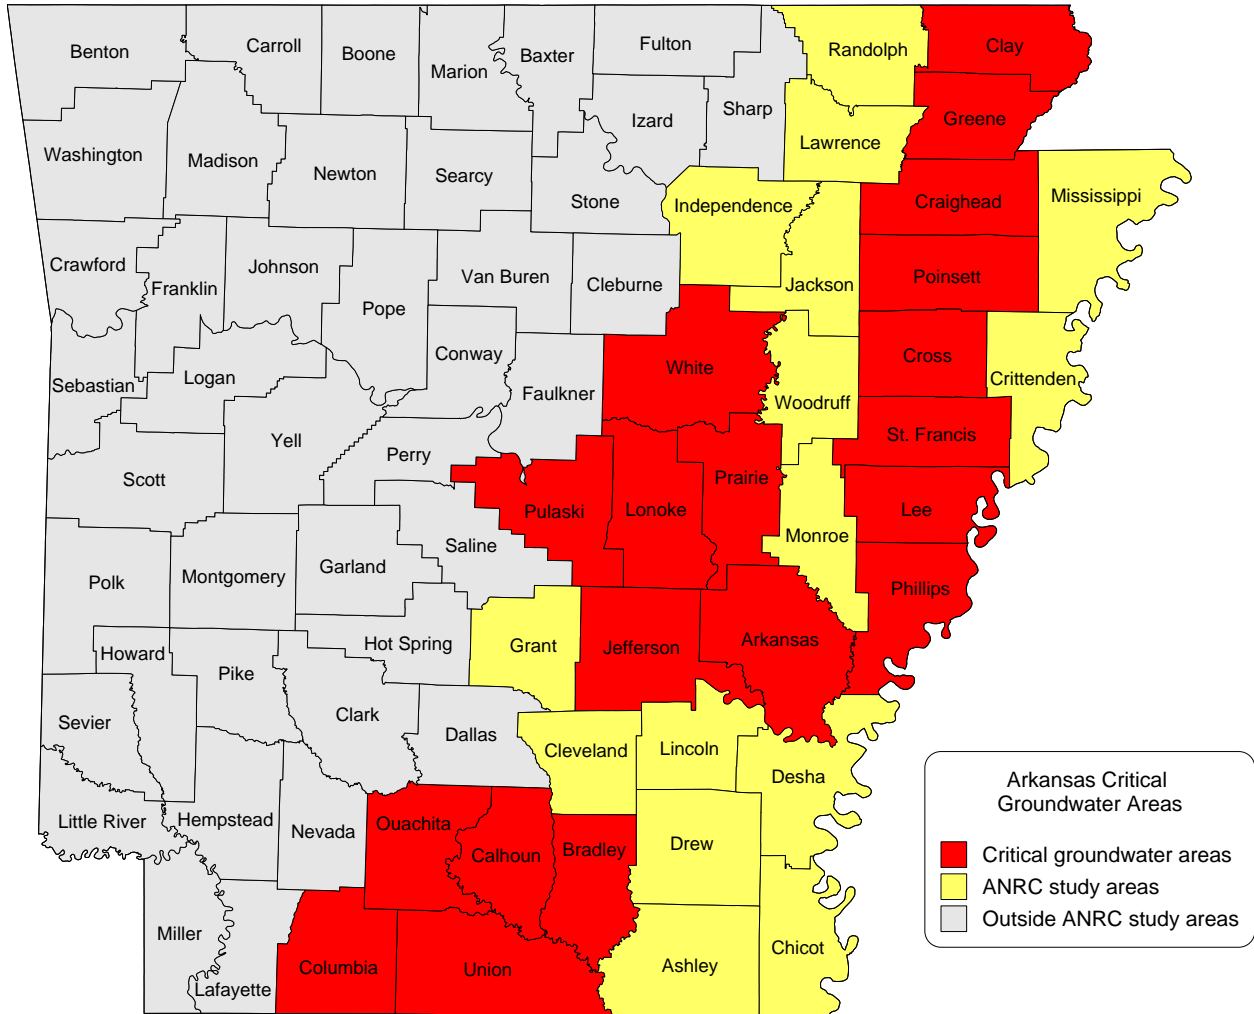 Benton
Carroll
Boone
Marion
Baxter
Fulton
Randolph
Clay
Sharp
Izard
Greene
Washington
Madison
Newton
Searcy
Lawrence
Stone
Independence
Craighead
Mississippi
Crawford
Franklin
Johnson
Pope
Van Buren
Cleburne
Jackson
Poinsett
Sebastian
Logan
Conway
Faulkner
White
Woodruff
Cross
Crittenden
Scott
Yell
Perry
Pulaski
Lonoke
Prairie
St. Francis
Lee
Monroe
Polk
Montgomery
Garland
Saline
Phillips
Howard
Pike
Hot Spring
Grant
Jefferson
Arkansas
Sevier
Clark
Dallas
Cleveland
Lincoln
Desha
Little River
Hempstead
Nevada
Ouachita
Calhoun
Bradley
Drew
Miller
Lafayette
Columbia
Union
Ashley
Chicot
Arkansas Critical
Groundwater Areas
Critical groundwater areas
ANRC study areas
Outside ANRC study areas